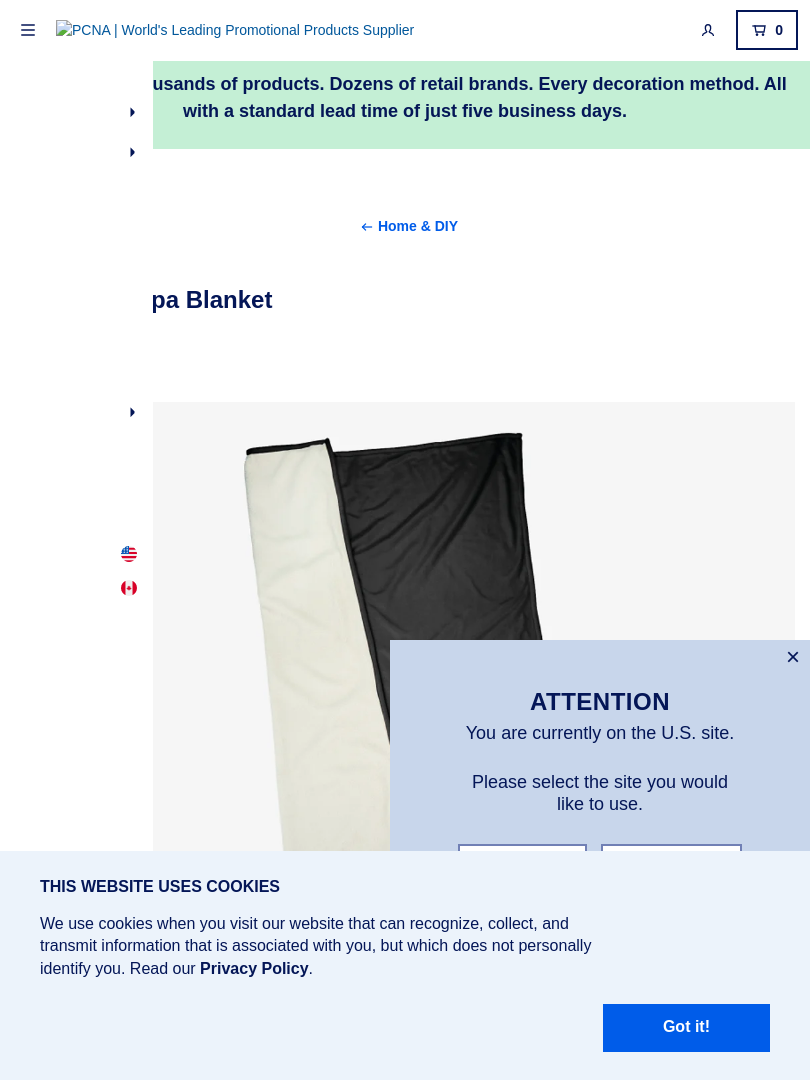 PCNA | World's Leading Promotional Products Supplier
0
usands of products. Dozens of retail brands. Every decoration method. All
with a standard lead time of just five business days.
Home & DIY
pa Blanket
ATTENTION
You are currently on the U.S. site.
Please select the site you would
like to use.
THIS WEBSITE USES COOKIES
We use cookies when you visit our website that can recognize, collect, and
transmit information that is associated with you, but which does not personally
identify you. Read our Privacy Policy.
Got it!